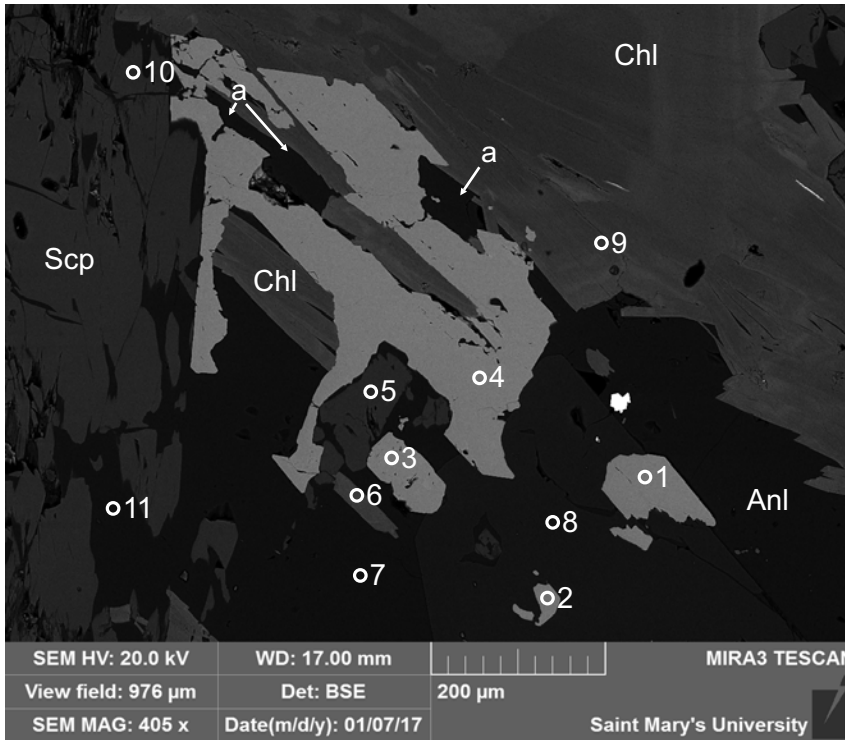 Chl
10
a
a
9
Scp
Chl
4
5
3
1
6
Anl
11
8
7
2
SEM HV: 20.0 kV
WD: 17.00 mm
MIRA3 TESCAN
View field: 976 µm
Det: BSE
200 µm
SEM MAG: 405 x
Date(m/d/y): 01/07/17
Saint Mary's University